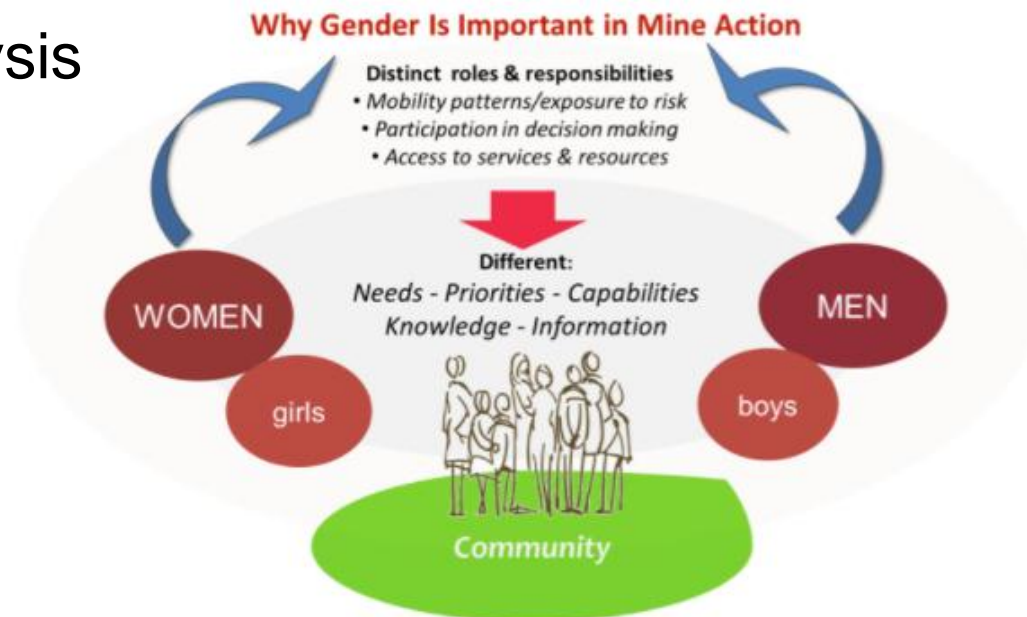 Why Gender Is Important in Mine Action
Distinct roles & responsibilities
• Mobility patterns/exposure to risk
• Participation in decision making
• Access to services & resources
Different:
Needs - Priorities - Capabilities
Knowledge - Information
WOMEN
girls
MEN
boys
Community